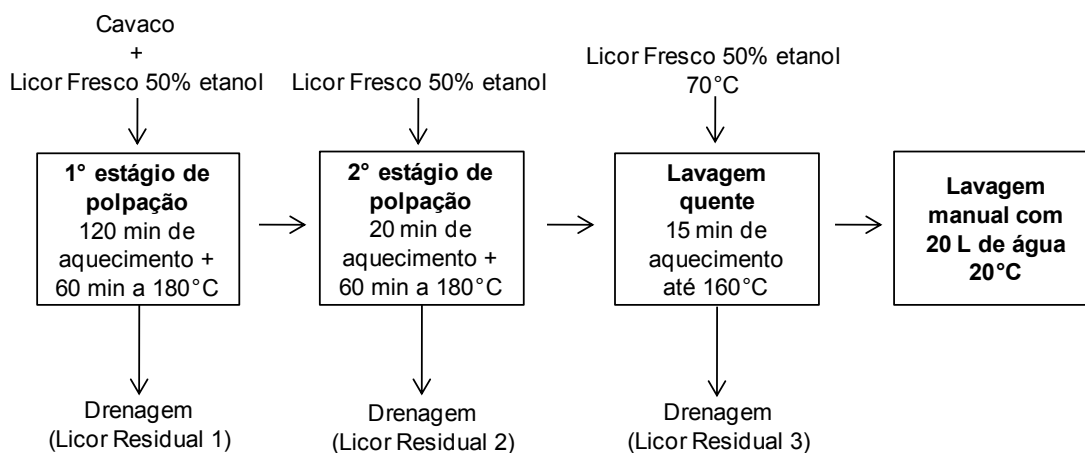 Cavaco
+
Licor Fresco 50% etanol
1° estágio de
polpação
120 min de
aquecimento +
60 min a 180°C
Drenagem
(Licor Residual 1)
Licor Fresco 50% etanol
2° estágio de
polpação
20 min de
aquecimento +
60 min a 180°C
Drenagem
(Licor Residual 2)
Licor Fresco 50% etanol
70°C
Lavagem
quente
15 min de
aquecimento
até 160°C
Drenagem
(Licor Residual 3)
Lavagem
manual com
20 L de água
20°C